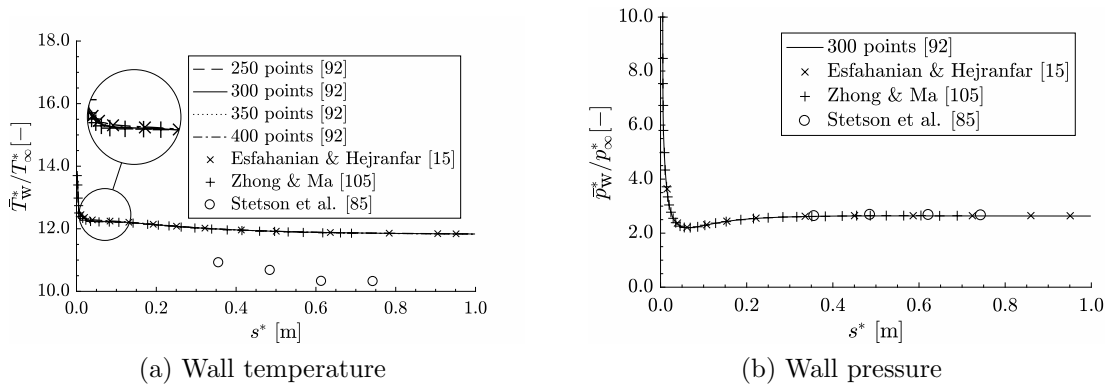 18.0
16.0
14.0
12.0
10.0
0.0
0.2
0.4
0.6
0.8
1.0
s* [m]
T̄*_W/T*_∞ [−]
250 points [92]
300 points [92]
350 points [92]
400 points [92]
Esfahanian & Hejranfar [15]
Zhong & Ma [105]
Stetson et al. [85]
(a) Wall temperature
10.0
8.0
6.0
4.0
2.0
0.0
0.0
0.2
0.4
0.6
0.8
1.0
s* [m]
p̄*_W/p*_∞ [−]
300 points [92]
Esfahanian & Hejranfar [15]
Zhong & Ma [105]
Stetson et al. [85]
(b) Wall pressure